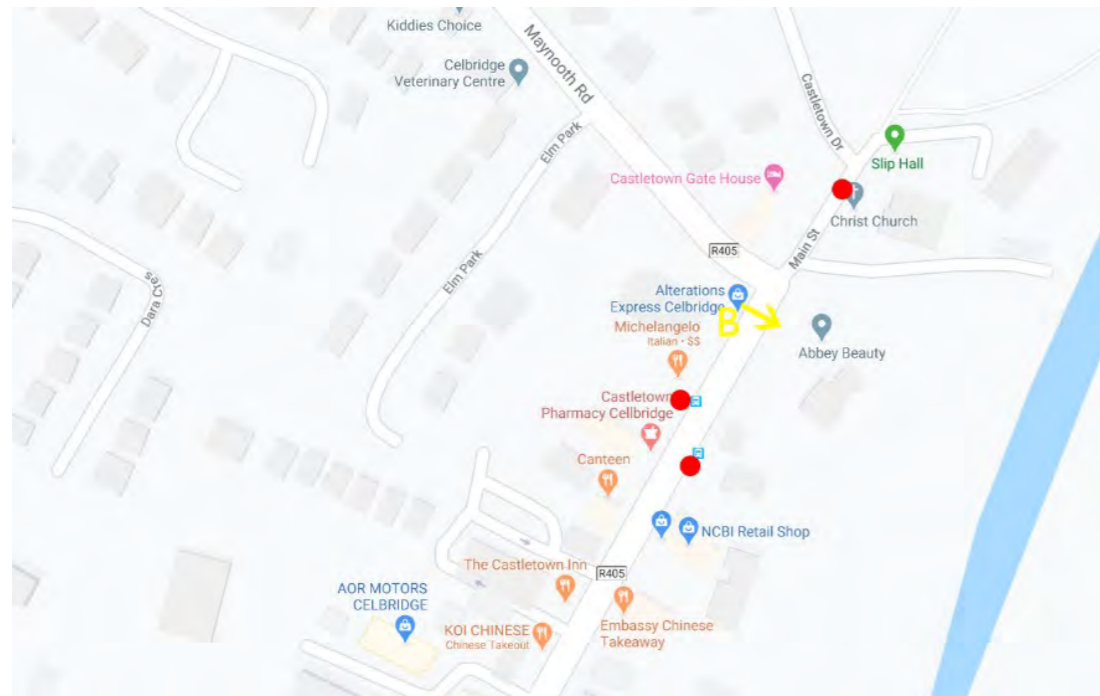 Kiddies Choice
Maynooth Rd
Celbridge
Veterinary Centre
Castletown Dr
Elm Park
Slip Hall
Castletown Gate House
Christ Church
Main St
R405
Elm Park
Dara Cres
Alterations
Express Celbridge
B
Michelangelo
Italian • $$
Abbey Beauty
Castletown
Pharmacy Cellbridge
Canteen
NCBI Retail Shop
The Castletown Inn
R405
AOR MOTORS
CELBRIDGE
KOI CHINESE
Chinese Takeout
Embassy Chinese
Takeaway